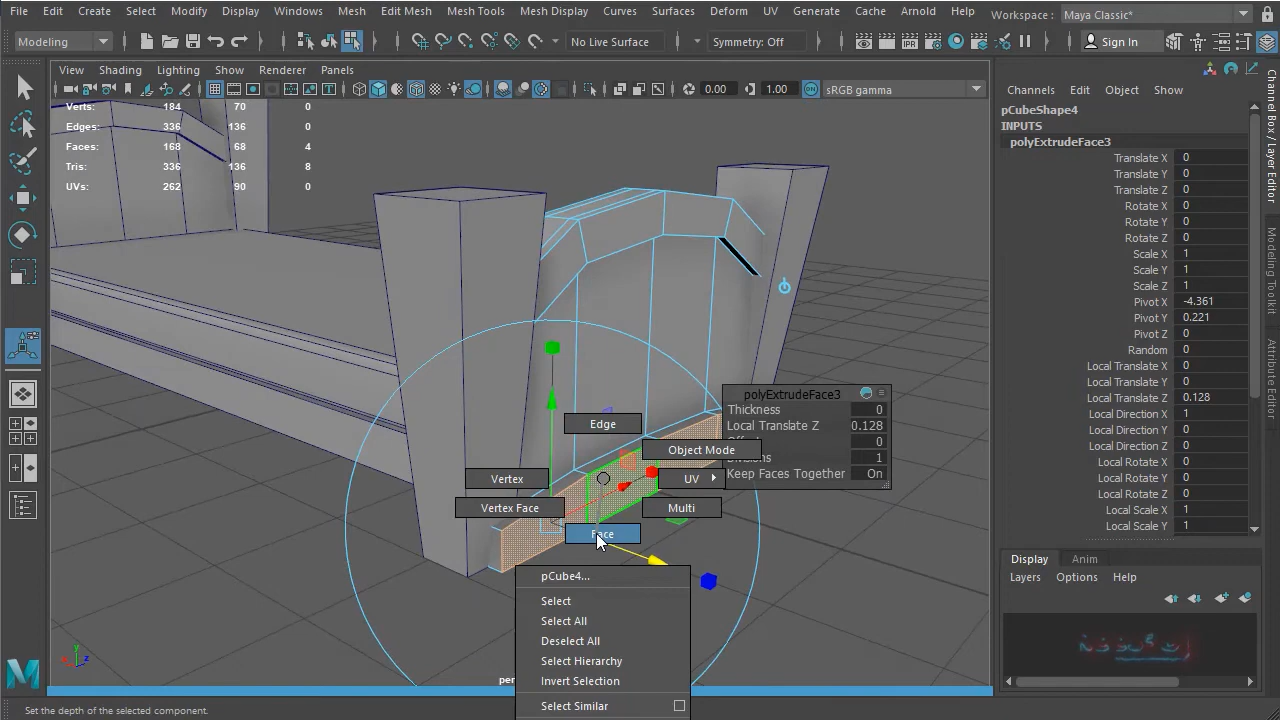 File Edit Create Select Modify Display Windows Mesh Edit Mesh Mesh Tools Mesh Display Curves Surfaces Deform UV Generate Cache Arnold Help Workspace: Maya Classic*
Modeling No Live Surface Symmetry: Off IPR Sign In
View Shading Lighting Show Renderer Panels
0.00 1.00 ON sRGB gamma
Channels Edit Object Show
Verts: 184 70 0
Edges: 336 136 0
Faces: 168 68 4
Tris: 336 136 8
UVs: 262 90 0
pCubeShape4
INPUTS
polyExtrudeFace3
Translate X 0
Translate Y 0
Translate Z 0
Rotate X 0
Rotate Y 0
Rotate Z 0
Scale X 1
Scale Y 1
Scale Z 1
Pivot X -4.361
Pivot Y 0.221
Pivot Z 0
Random 0
Local Translate X 0
Local Translate Y 0
Local Translate Z 0.128
Local Direction X 1
Local Direction Y 0
Local Direction Z 0
Local Rotate X 0
Local Rotate Y 0
Local Rotate Z 0
Local Scale X 1
Local Scale Y 1
Channel Box / Layer Editor
Modeling Toolkit
Attribute Editor
polyExtrudeFace3
Thickness 0
Local Translate Z 0.128
0
1
Keep Faces Together On
Edge
Object Mode
Vertex
UV
Vertex Face
Multi
Face
pCube4...
Select
Select All
Deselect All
Select Hierarchy
Invert Selection
Select Similar
Display Anim
Layers Options Help
y
x
z
Set the depth of the selected component.